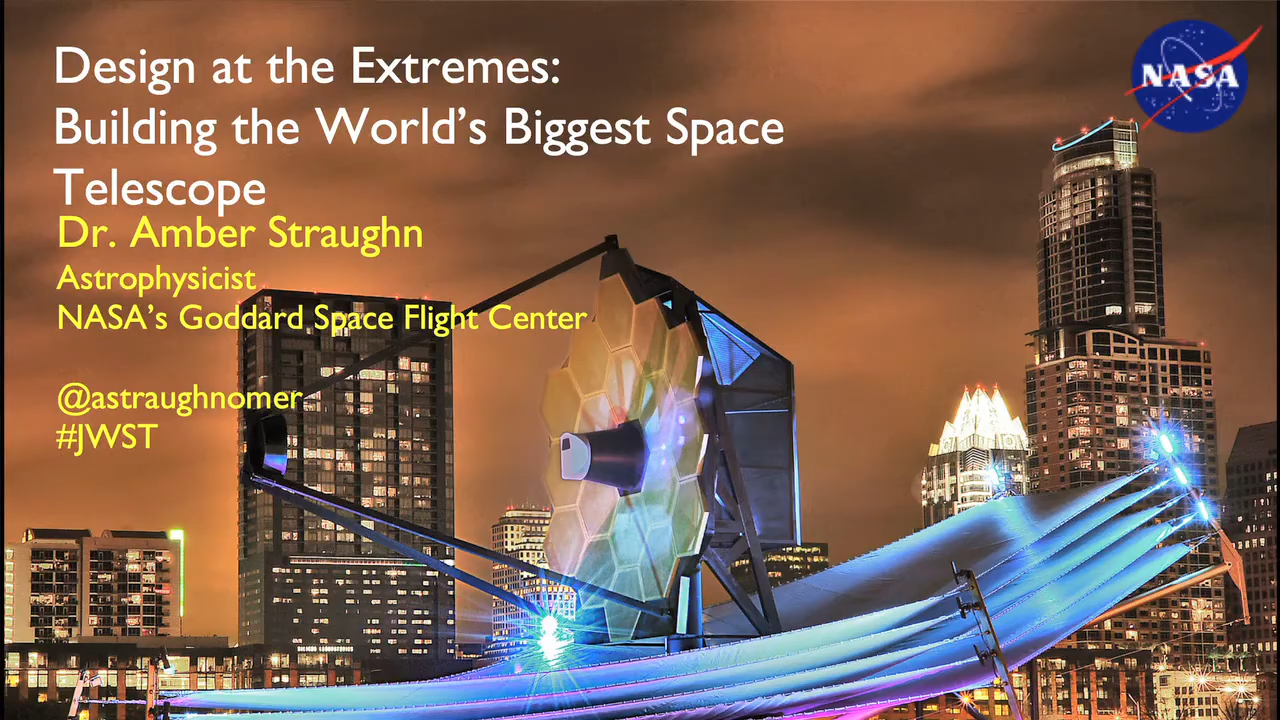 Design at the Extremes:
Building the World's Biggest Space
Telescope
Dr. Amber Straughn
Astrophysicist
NASA's Goddard Space Flight Center
@astraughnomer
#JWST
NASA